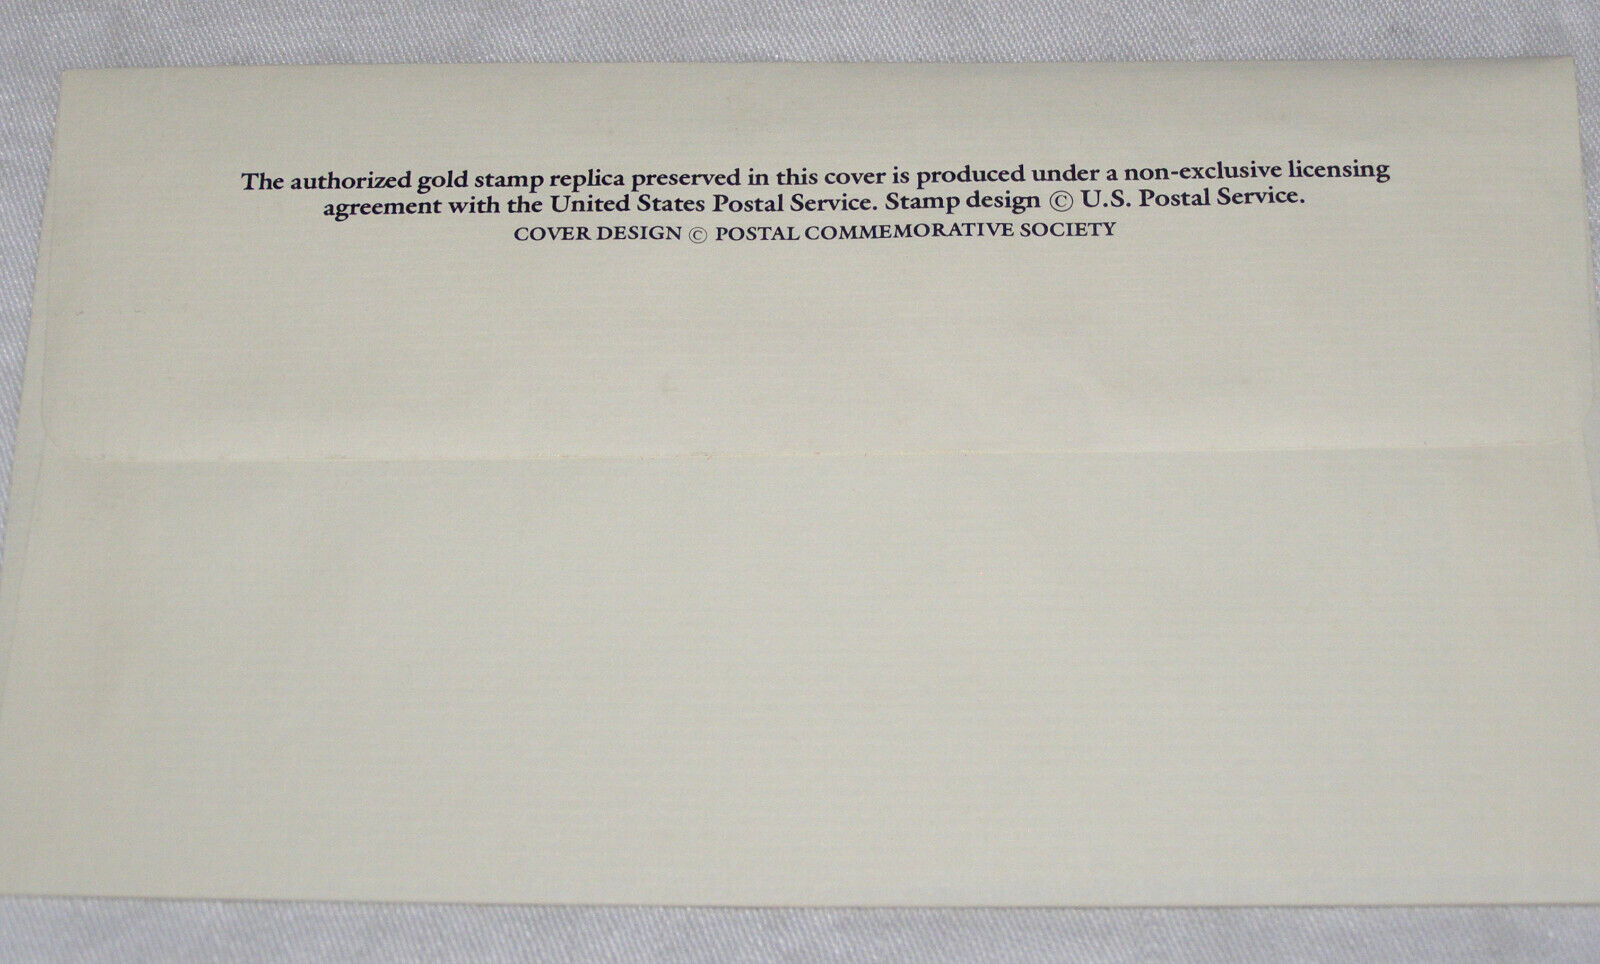 The authorized gold stamp replica preserved in this cover is produced under a non-exclusive licensing
agreement with the United States Postal Service. Stamp design © U.S. Postal Service.
COVER DESIGN © POSTAL COMMEMORATIVE SOCIETY